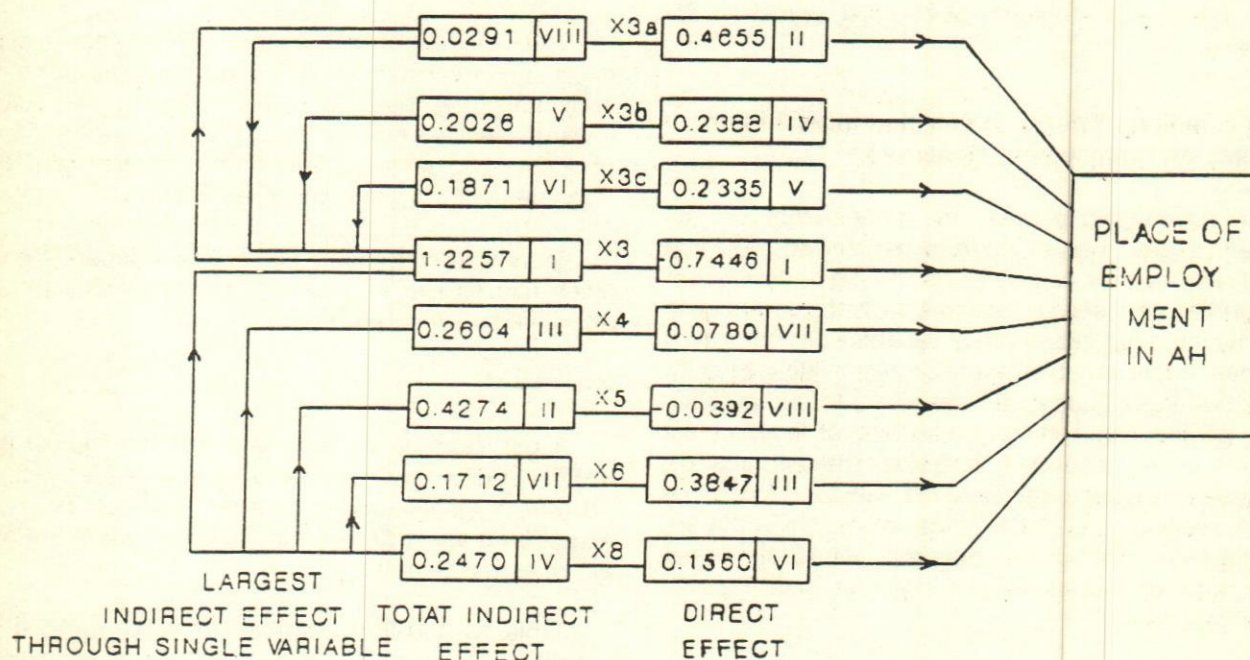 0.0291 VIII X3a 0.4655 II
0.2026 V X3b 0.2388 IV
0.1871 VI X3c 0.2335 V
1.2257 I X3 -0.7446 I
0.2604 III X4 0.0780 VII
0.4274 II X5 -0.0392 VIII
0.1712 VII X6 0.3847 III
0.2470 IV X8 0.1560 VI
PLACE OF
EMPLOY
MENT
IN AH
LARGEST
INDIRECT EFFECT
THROUGH SINGLE VARIABLE
TOTAT INDIRECT
EFFECT
DIRECT
EFFECT